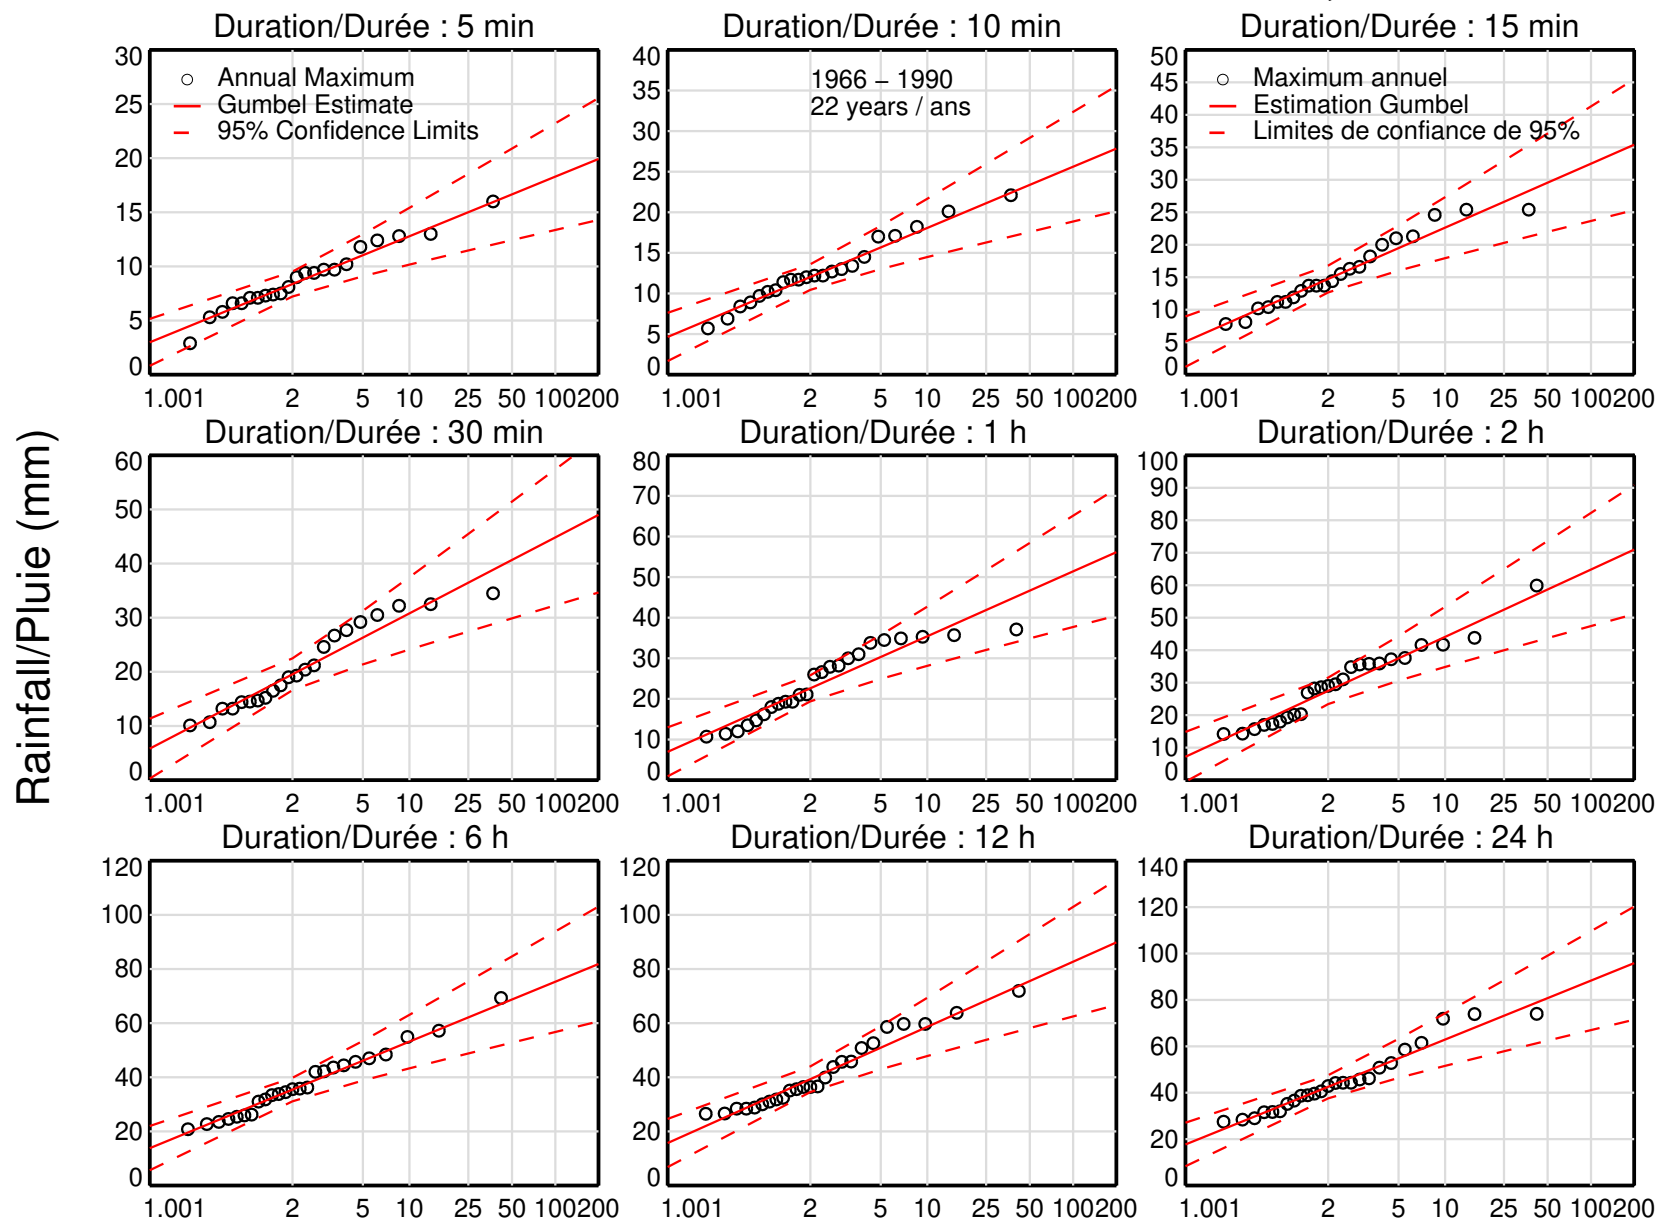 Duration/Durée : 5 min
Duration/Durée : 10 min
Duration/Durée : 15 min
30
25
20
15
10
5
0
Annual Maximum
Gumbel Estimate
95% Confidence Limits
1.001 2 5 10 25 50 100200
40
35
30
25
20
15
10
5
0
1966 – 1990
22 years / ans
1.001 2 5 10 25 50 100200
50
45
40
35
30
25
20
15
10
5
0
Maximum annuel
Estimation Gumbel
Limites de confiance de 95%
1.001 2 5 10 25 50 100200
Rainfall/Pluie (mm)
Duration/Durée : 30 min
Duration/Durée : 1 h
Duration/Durée : 2 h
60
50
40
30
20
10
0
1.001 2 5 10 25 50 100200
80
70
60
50
40
30
20
10
0
1.001 2 5 10 25 50 100200
100
90
80
70
60
50
40
30
20
10
0
1.001 2 5 10 25 50 100200
Duration/Durée : 6 h
Duration/Durée : 12 h
Duration/Durée : 24 h
120
100
80
60
40
20
0
1.001 2 5 10 25 50 100200
120
100
80
60
40
20
0
1.001 2 5 10 25 50 100200
140
120
100
80
60
40
20
0
1.001 2 5 10 25 50 100200